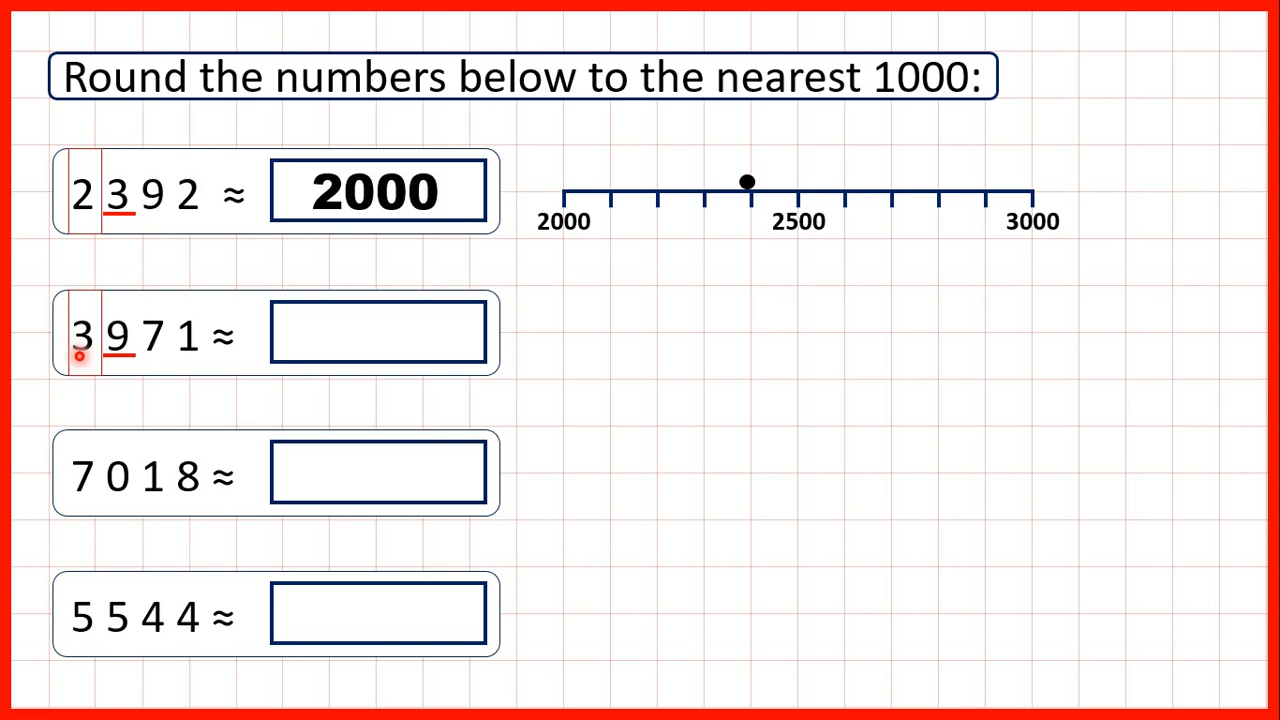 Round the numbers below to the nearest 1000:
2 3 9 2 ≈ 2000
2000 2500 3000
3 9 7 1 ≈
7 0 1 8 ≈
5 5 4 4 ≈